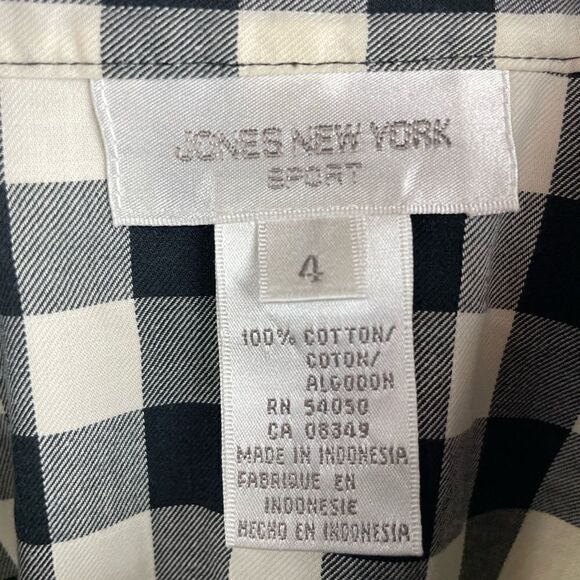 JONES NEW YORK
SPORT
4
100% COTTON/
COTON/
ALGODON
RN 54050
CA 08349
MADE IN INDONESIA
FABRIQUE EN
INDONESIE
HECHO EN INDONESIA